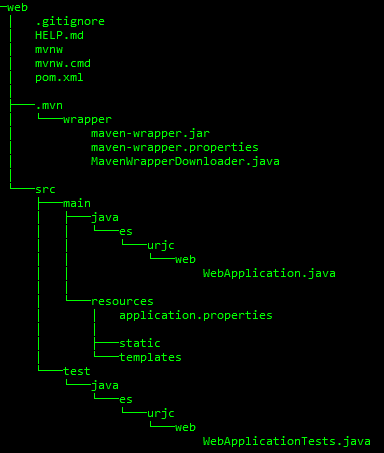 web
.gitignore
HELP.md
mvnw
mvnw.cmd
pom.xml
.mvn
wrapper
maven-wrapper.jar
maven-wrapper.properties
MavenWrapperDownloader.java
src
main
java
es
urjc
web
WebApplication.java
resources
application.properties
static
templates
test
java
es
urjc
web
WebApplicationTests.java